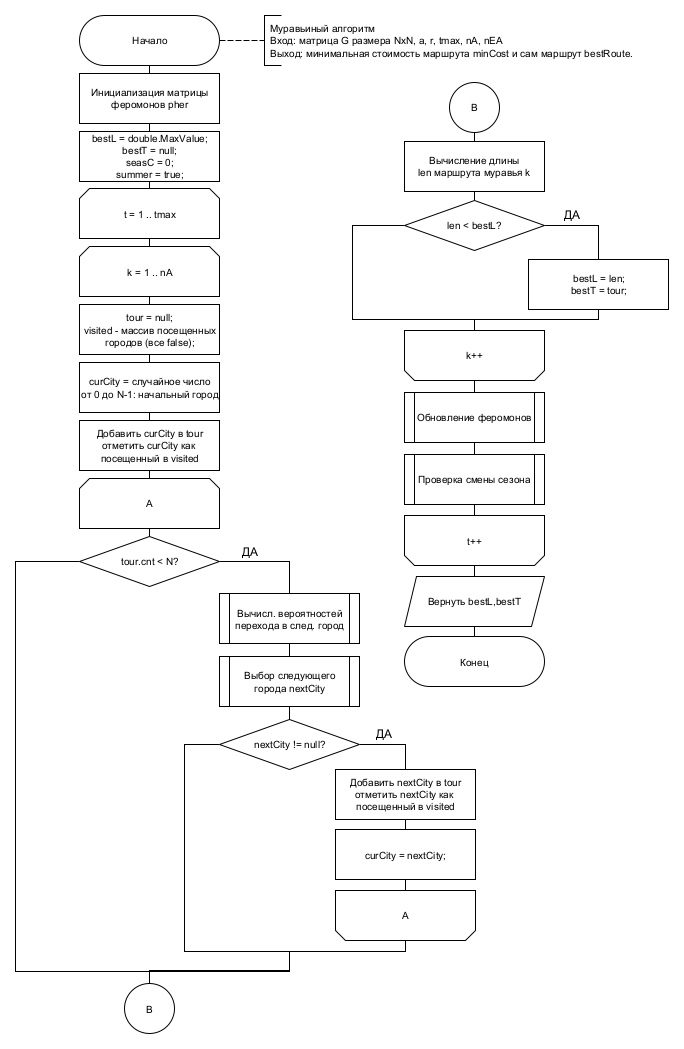 Начало
Муравьиный алгоритм
Вход: матрица G размера NxN, a, r, tmax, nA, nEA
Выход: минимальная стоимость маршрута minCost и сам маршрут bestRoute.
Инициализация матрицы
феромонов pher
bestL = double.MaxValue;
bestT = null;
seasC = 0;
summer = true;
t = 1 .. tmax
k = 1 .. nA
tour = null;
visited - массив посещенных
городов (все false);
curCity = случайное число
от 0 до N-1: начальный город
Добавить curCity в tour
отметить curCity как
посещенный в visited
A
tour.cnt < N?
ДА
Вычисл. вероятностей
перехода в след. город
Выбор следующего
города nextCity
nextCity != null?
ДА
Добавить nextCity в tour
отметить nextCity как
посещенный в visited
curCity = nextCity;
A
B
B
Вычисление длины
len маршрута муравья k
len < bestL?
ДА
bestL = len;
bestT = tour;
k++
Обновление феромонов
Проверка смены сезона
t++
Вернуть bestL,bestT
Конец